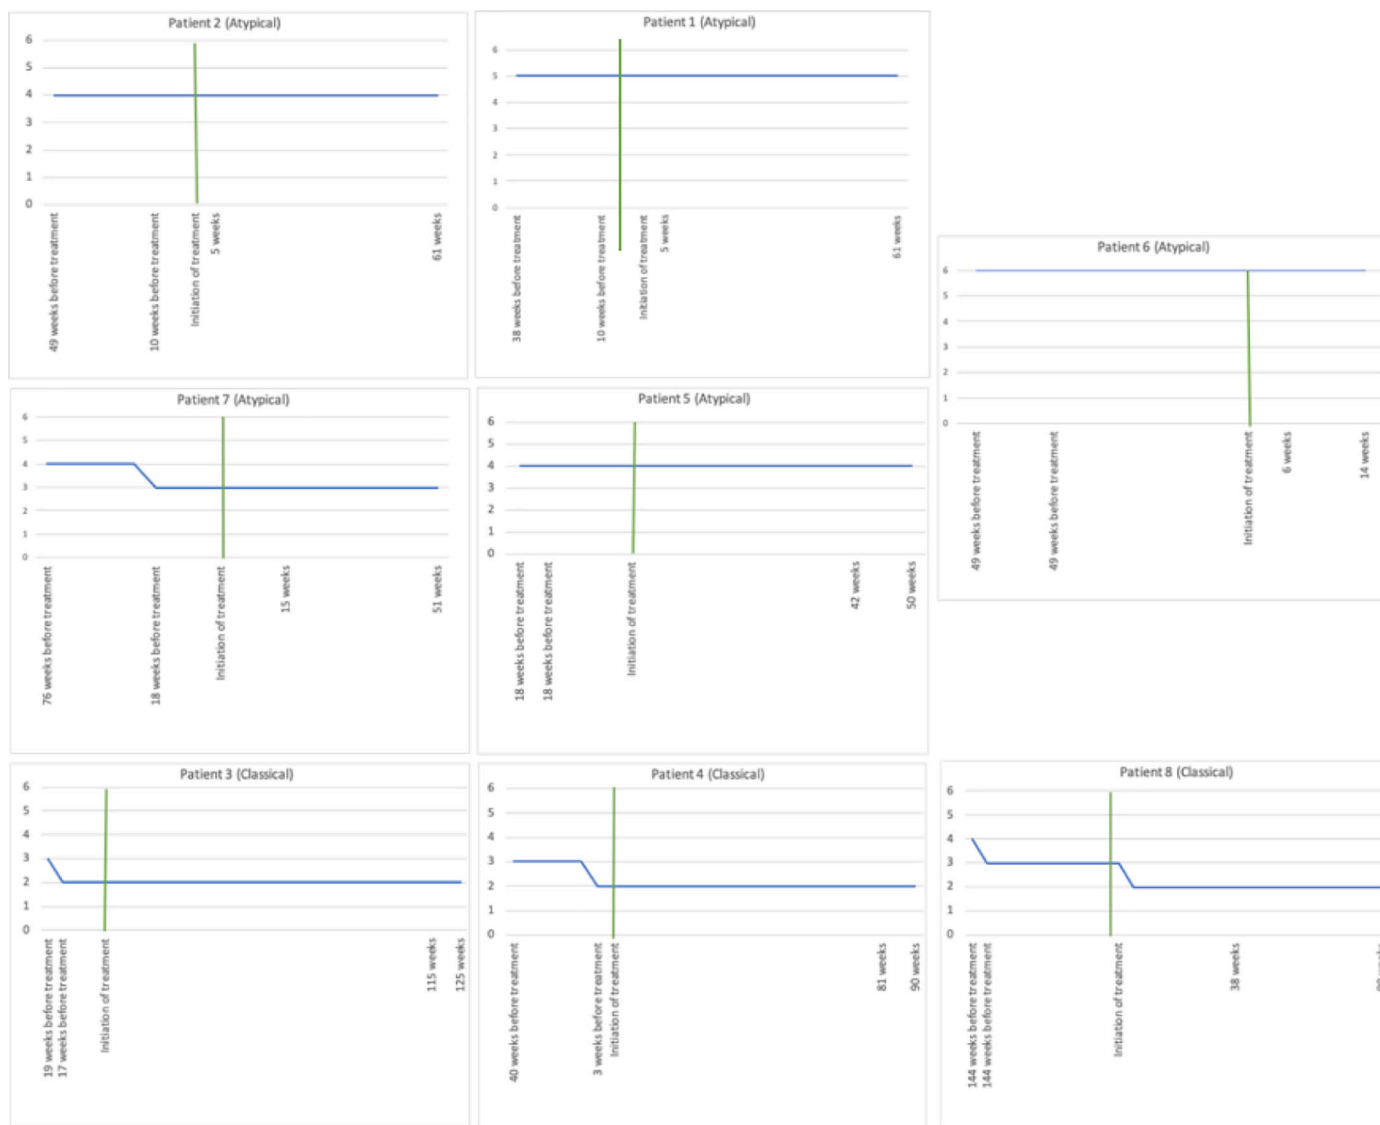 Patient 2 (Atypical)
6
5
4
3
2
1
0
49 weeks before treatment
10 weeks before treatment
Initiation of treatment
5 weeks
61 weeks
Patient 1 (Atypical)
6
5
4
3
2
1
0
38 weeks before treatment
10 weeks before treatment
Initiation of treatment
5 weeks
61 weeks
Patient 6 (Atypical)
6
5
4
3
2
1
0
49 weeks before treatment
49 weeks before treatment
Initiation of treatment
6 weeks
14 weeks
Patient 7 (Atypical)
6
5
4
3
2
1
0
76 weeks before treatment
18 weeks before treatment
Initiation of treatment
15 weeks
51 weeks
Patient 5 (Atypical)
6
5
4
3
2
1
0
18 weeks before treatment
18 weeks before treatment
Initiation of treatment
42 weeks
50 weeks
Patient 3 (Classical)
6
5
4
3
2
1
0
19 weeks before treatment
17 weeks before treatment
Initiation of treatment
115 weeks
125 weeks
Patient 4 (Classical)
6
5
4
3
2
1
0
40 weeks before treatment
3 weeks before treatment
Initiation of treatment
81 weeks
90 weeks
Patient 8 (Classical)
6
5
4
3
2
1
0
144 weeks before treatment
144 weeks before treatment
Initiation of treatment
38 weeks